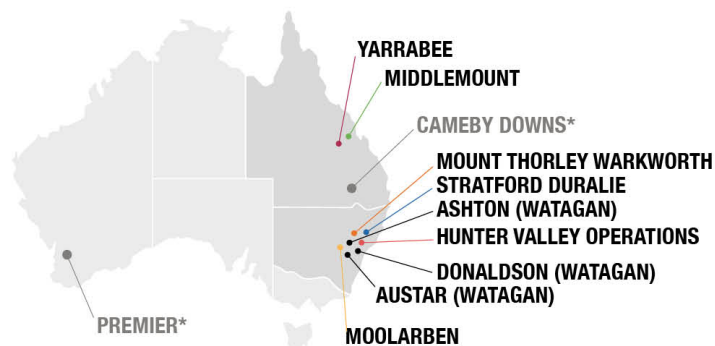 YARRABEE
MIDDLEMOUNT
CAMEBY DOWNS*
MOUNT THORLEY WARKWORTH
STRATFORD DURALIE
ASHTON (WATAGAN)
HUNTER VALLEY OPERATIONS
DONALDSON (WATAGAN)
AUSTAR (WATAGAN)
PREMIER*
MOOLARBEN